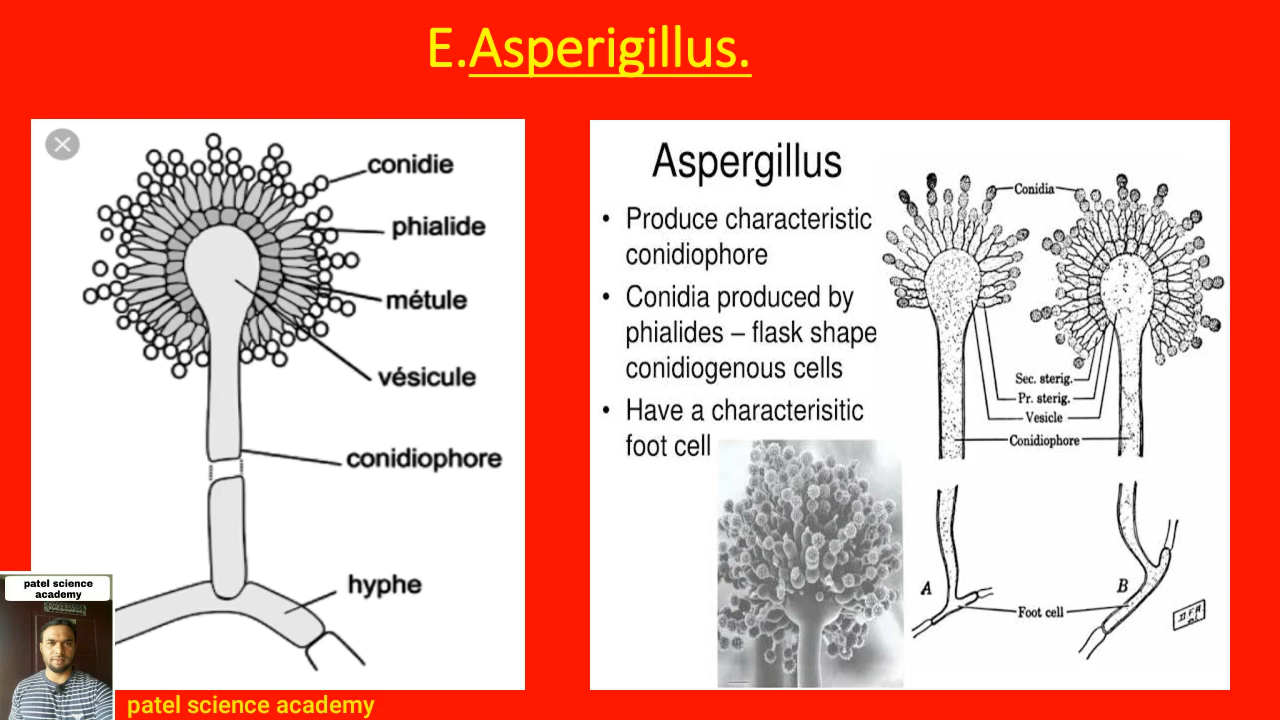 E.Asperigillus.
conidie
phialide
métule
vésicule
conidiophore
hyphe
Aspergillus
• Produce characteristic
conidiophore
• Conidia produced by
phialides – flask shape
conidiogenous cells
• Have a characterisitic
foot cell
Conidia
Sec. sterig.
Pr. sterig.
Vesicle
Conidiophore
A
B
Foot cell
patel science
academy
patel science academy